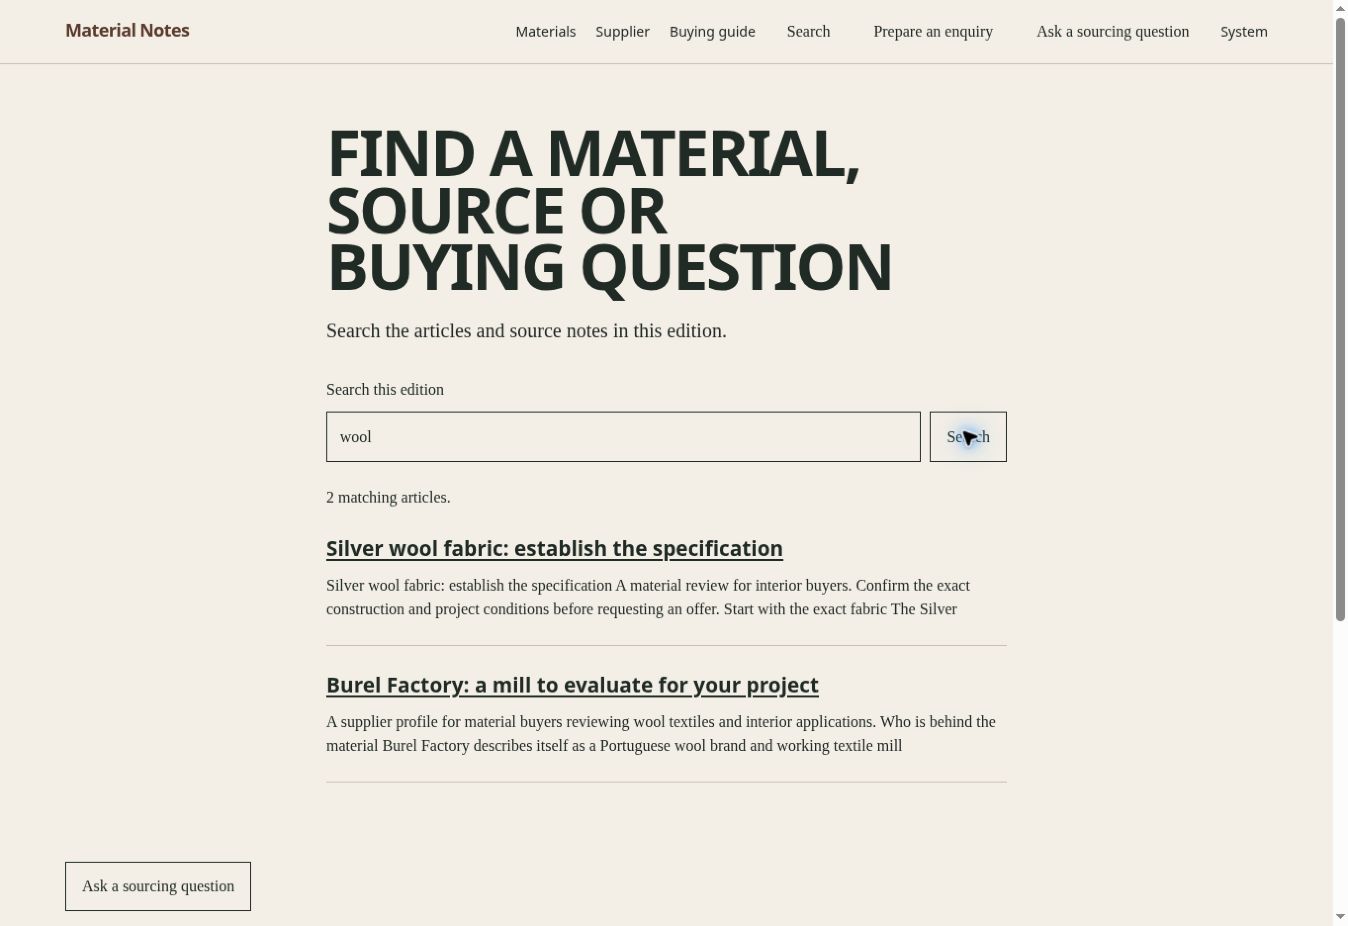 Material Notes
Materials Supplier Buying guide Search Prepare an enquiry Ask a sourcing question System
FIND A MATERIAL,
SOURCE OR
BUYING QUESTION
Search the articles and source notes in this edition.
Search this edition
wool
Search
2 matching articles.
Silver wool fabric: establish the specification
Silver wool fabric: establish the specification A material review for interior buyers. Confirm the exact
construction and project conditions before requesting an offer. Start with the exact fabric The Silver
Burel Factory: a mill to evaluate for your project
A supplier profile for material buyers reviewing wool textiles and interior applications. Who is behind the
material Burel Factory describes itself as a Portuguese wool brand and working textile mill
Ask a sourcing question